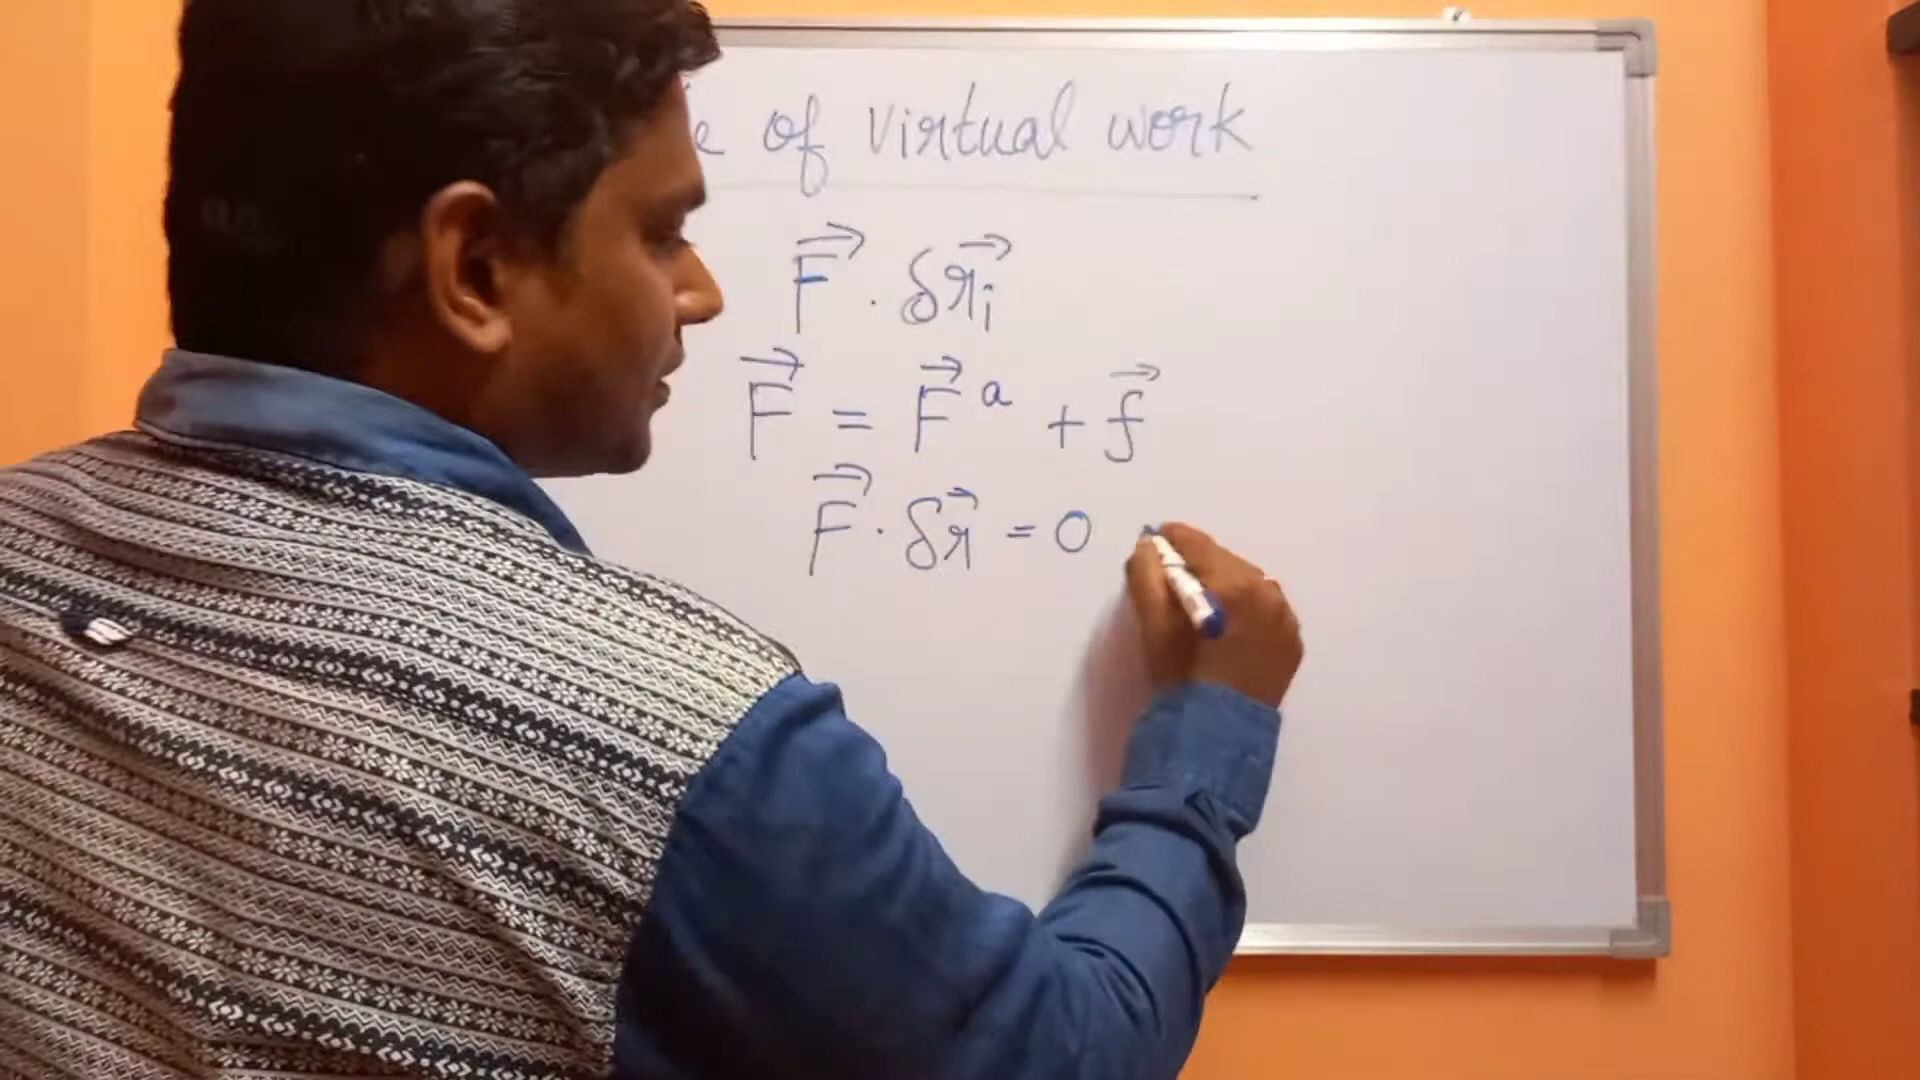 of virtual work
F⃗ . δr⃗ᵢ
F⃗ = F⃗ᵃ + f⃗
F⃗ . δr⃗ = 0